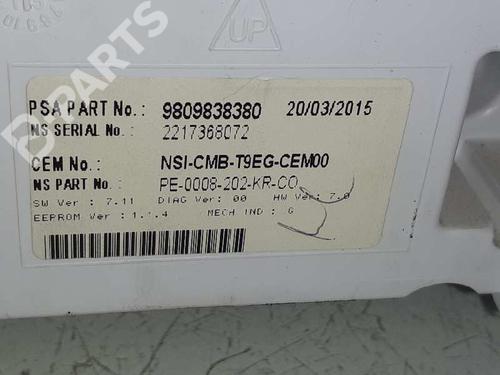 B-PARTS
UP
PSA PART No.: 9809838380 20/03/2015
NS SERIAL No.: 2217368072
CEM No.: NSI-CMB-T9EG-CEM00
NS PART No.: PE-0008-202-KR-CO
SW Ver : 7.11 DIAG Ver: 00 HW Ver: 7.0
EEPROM Ver : 1.1.4 MECH IND : G